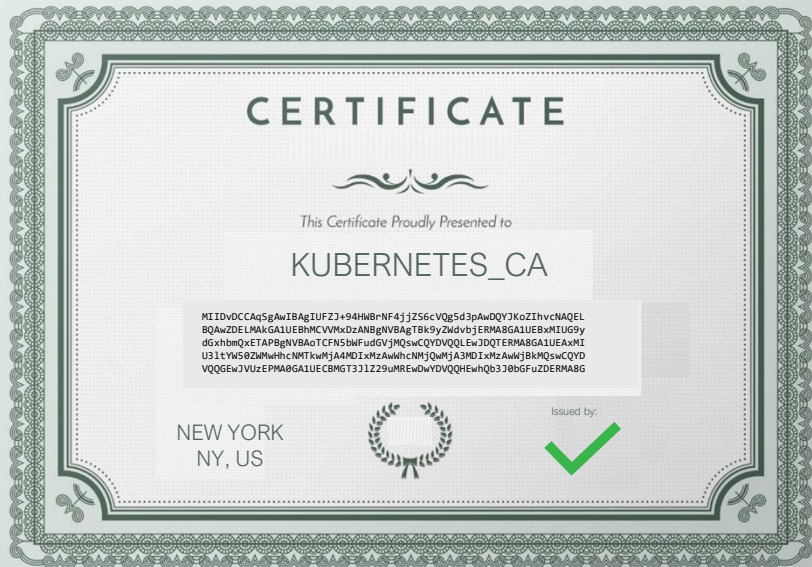 CERTIFICATE
This Certificate Proudly Presented to
KUBERNETES_CA
MIIDvDCCAqSgAwIBAgIUFZJ+94HWBrNF4jjZS6cVQg5d3pAwDQYJKoZIhvcNAQEL
BQAwZDELMAkGA1UEBhMCVVMxDzANBgNVBAgTBk9yZWdvbjERMA8GA1UEBxMIUG9y
dGxhbmQxETAPBgNVBAoTCFN5bWFudGVjMQswCQYDVQQLEwJDQTERMA8GA1UEAxMI
U3ltYW50ZWMwHhcNMTkwMjA4MDIxMzAwWhcNMjQwMjA3MDIxMzAwWjBkMQswCQYD
VQQGEwJVUzEPMA0GA1UECBMGT3JlZ29uMREwDwYDVQQHEwhQb3J0bGFuZDERMA8G
NEW YORK
NY, US
Issued by: